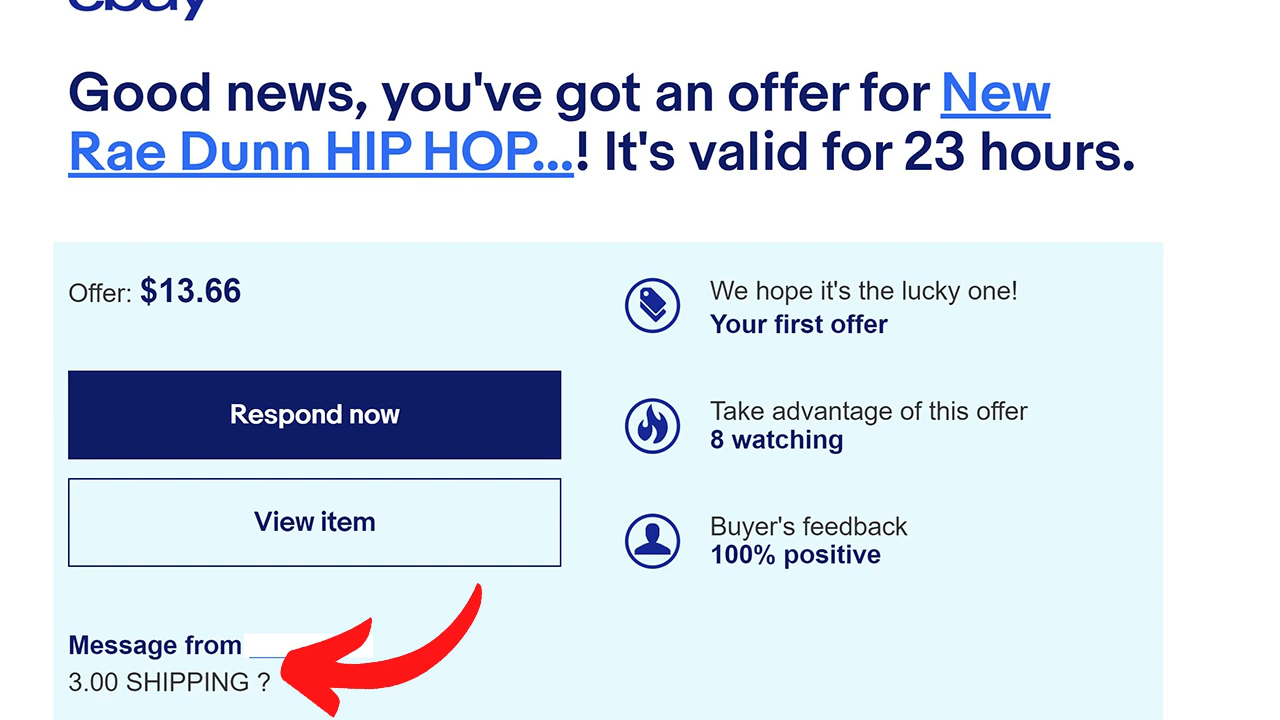 ebay
Good news, you've got an offer for New
Rae Dunn HIP HOP...! It's valid for 23 hours.
Offer: $13.66
Respond now
View item
We hope it's the lucky one!
Your first offer
Take advantage of this offer
8 watching
Buyer's feedback
100% positive
Message from
3.00 SHIPPING ?